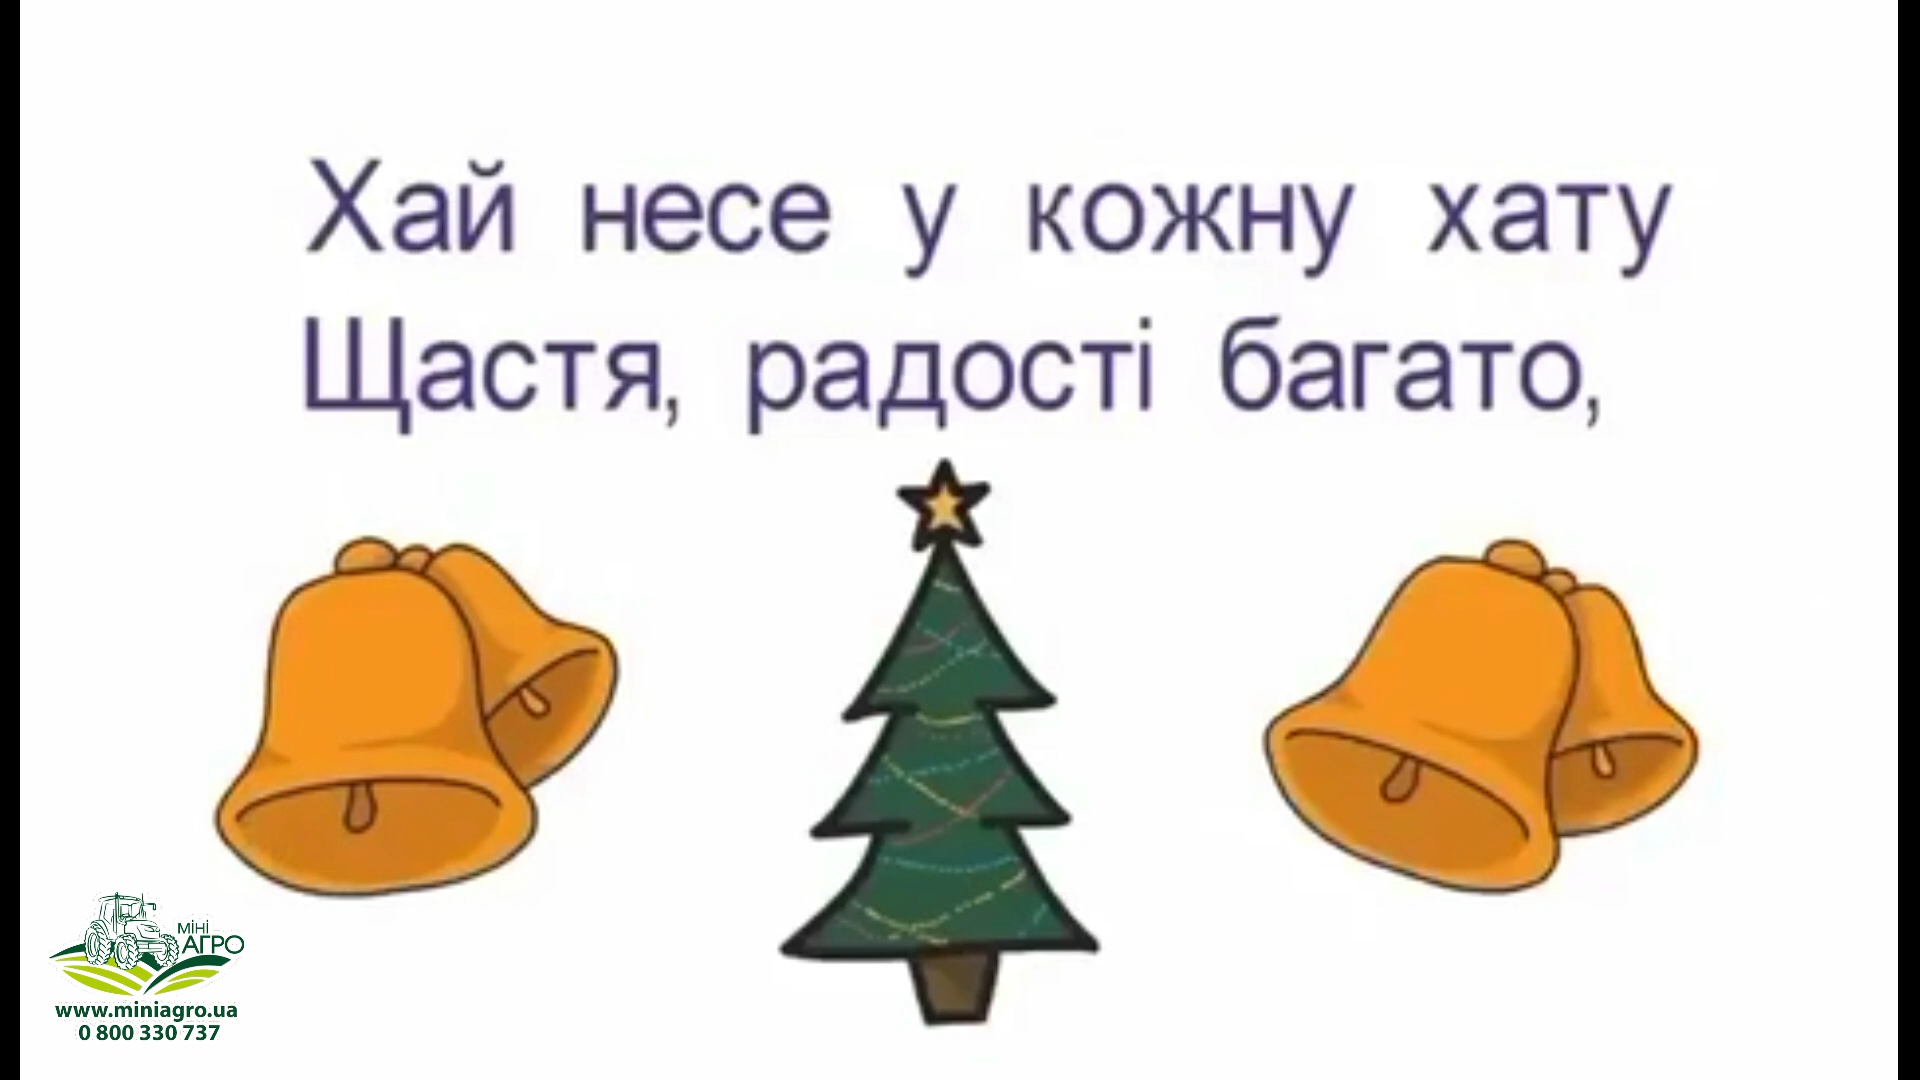 Хай несе у кожну хату
Щастя, радості багато,
МІНІ
АГРО
www.miniagro.ua
0 800 330 737